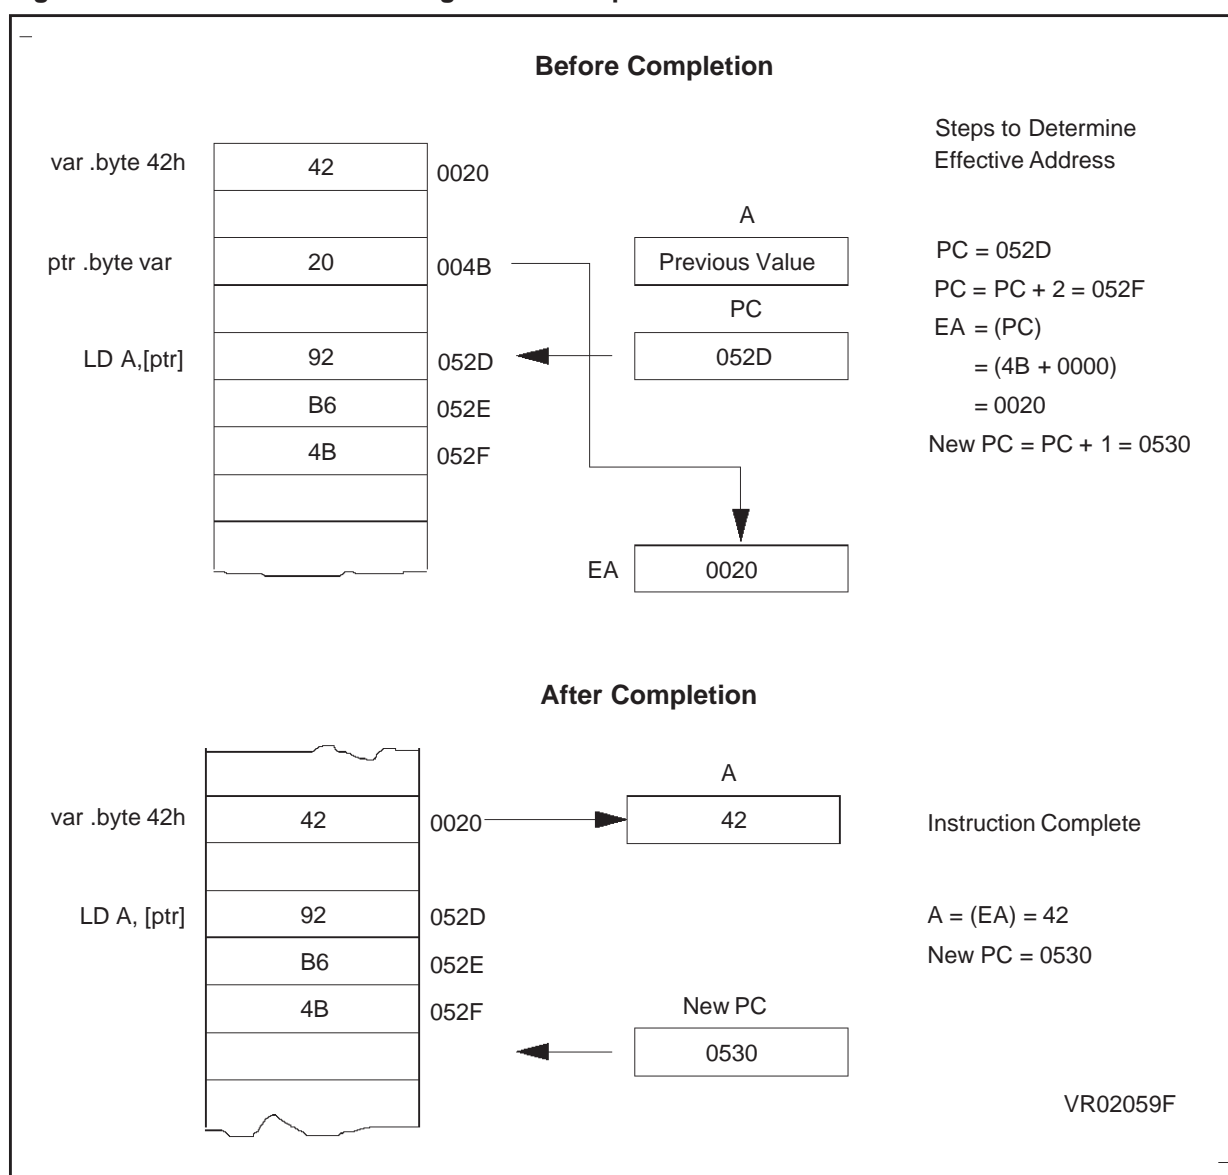 Before Completion
Steps to Determine
Effective Address
var .byte 42h 42 0020
A
ptr .byte var 20 004B Previous Value PC = 052D
PC = PC + 2 = 052F
PC
EA = (PC)
LD A,[ptr] 92 052D 052D = (4B + 0000)
B6 052E = 0020
4B 052F New PC = PC + 1 = 0530
EA 0020
After Completion
A
var .byte 42h 42 0020 42 Instruction Complete
LD A, [ptr] 92 052D A = (EA) = 42
B6 052E New PC = 0530
4B 052F New PC
0530
VR02059F